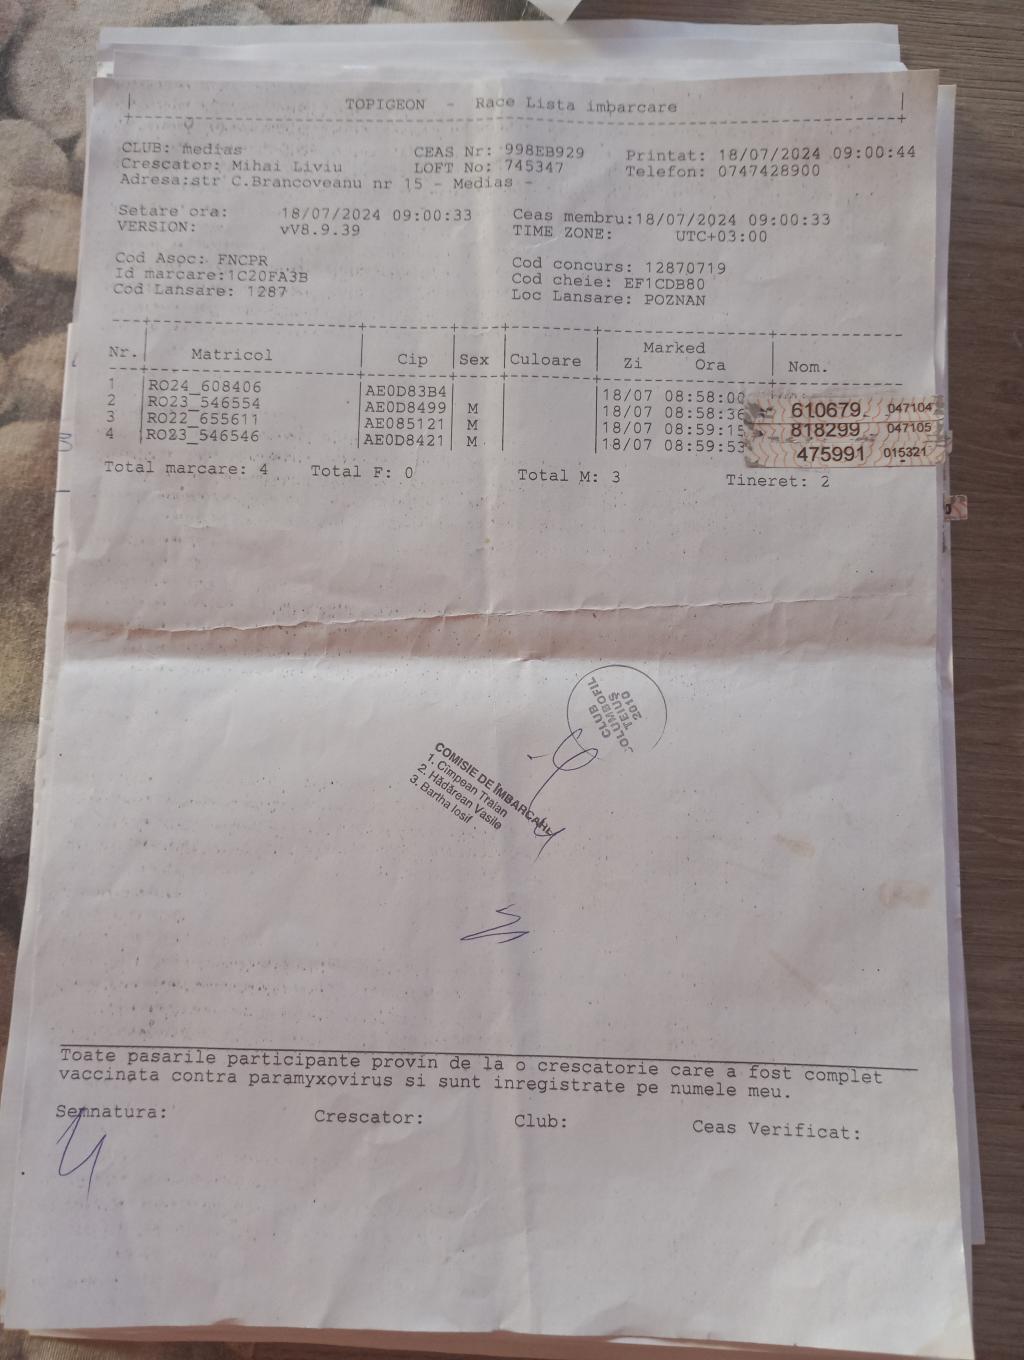 TOPIGEON - Race Lista imbarcare
CLUB: medias CEAS Nr: 998EB929 Printat: 18/07/2024 09:00:44
Crescator: Mihai Liviu LOFT No: 745347 Telefon: 0747428900
Adresa:str C.Brancoveanu nr 15 - Medias -
Setare ora: 18/07/2024 09:00:33 Ceas membru:18/07/2024 09:00:33
VERSION: vV8.9.39 TIME ZONE: UTC+03:00
Cod Asoc: FNCPR Cod concurs: 12870719
Id marcare:1C20FA3B Cod cheie: EF1CDB80
Cod Lansare: 1287 Loc Lansare: POZNAN
Nr. Matricol Cip Sex Culoare Marked Zi Ora Nom.
1 RO24_608406 AE0D83B4 18/07 08:58:00
2 RO23_546554 AE0D8499 M 18/07 08:58:36 610679 047104
3 RO22_655611 AE085121 M 18/07 08:59:15 818299 047105
4 RO23_546546 AE0D8421 M 18/07 08:59:53 475991 015321
Total marcare: 4 Total F: 0 Total M: 3 Tineret: 2
CLUB
COLUMBOFIL
TEIUȘ
2010
COMISIE DE ÎMBARCARE
1. Cîmpean Traian
2. Hădărean Vasile
3. Bartha Iosif
Toate pasarile participante provin de la o crescatorie care a fost complet
vaccinata contra paramyxovirus si sunt inregistrate pe numele meu.
Semnatura: Crescator: Club: Ceas Verificat: